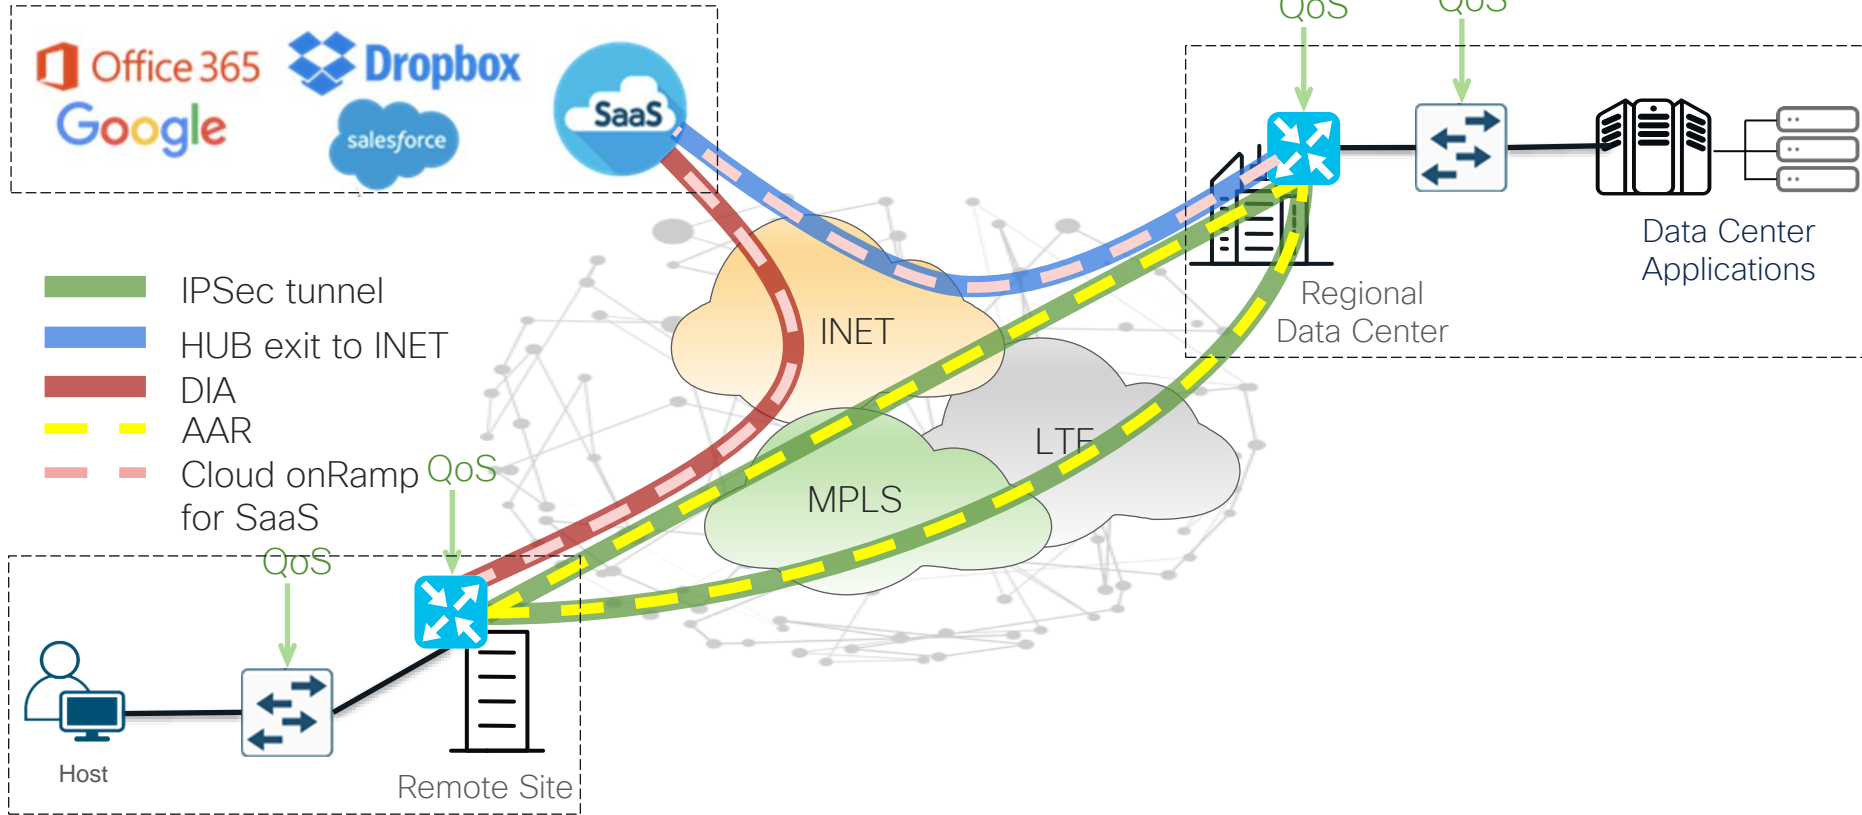 QoS
QoS
Office 365
Dropbox
Google
salesforce
SaaS
Data Center
Applications
Regional
Data Center
IPSec tunnel
HUB exit to INET
DIA
AAR
Cloud onRamp
for SaaS
INET
LTE
MPLS
QoS
QoS
Host
Remote Site